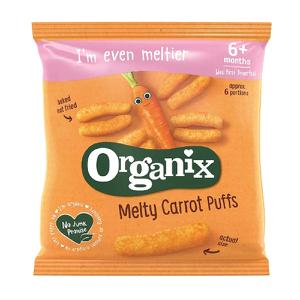 I'm even meltier
6+
months
baked
not fried
approx.
6 portions
Organix
Melty Carrot Puffs
No Junk
Promise
actual
size